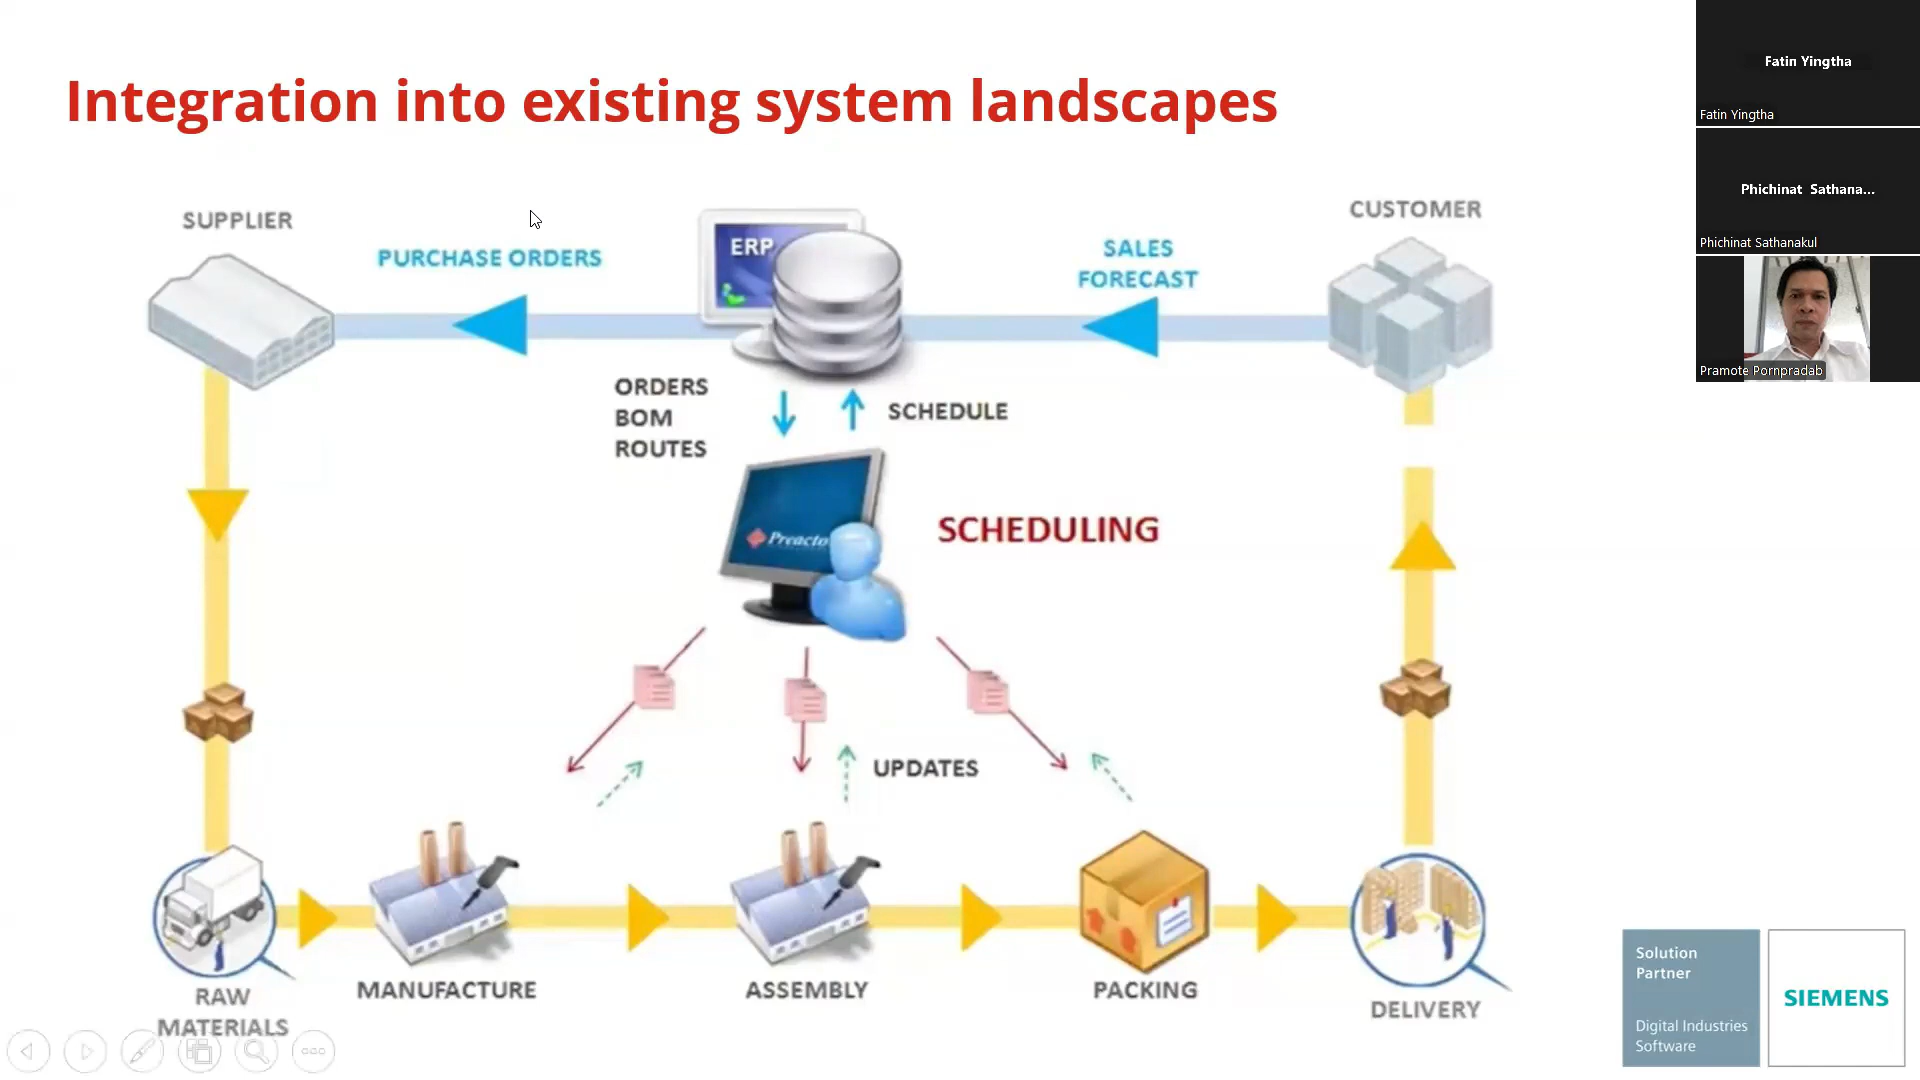 Integration into existing system landscapes
SUPPLIER
PURCHASE ORDERS
ERP
SALES
FORECAST
CUSTOMER
ORDERS
BOM
ROUTES
SCHEDULE
Preacto
SCHEDULING
UPDATES
RAW
MATERIALS
MANUFACTURE
ASSEMBLY
PACKING
DELIVERY
Solution
Partner
Digital Industries
Software
SIEMENS
Fatin Yingtha
Fatin Yingtha
Phichinat Sathana...
Phichinat Sathanakul
Pramote Pornpradab